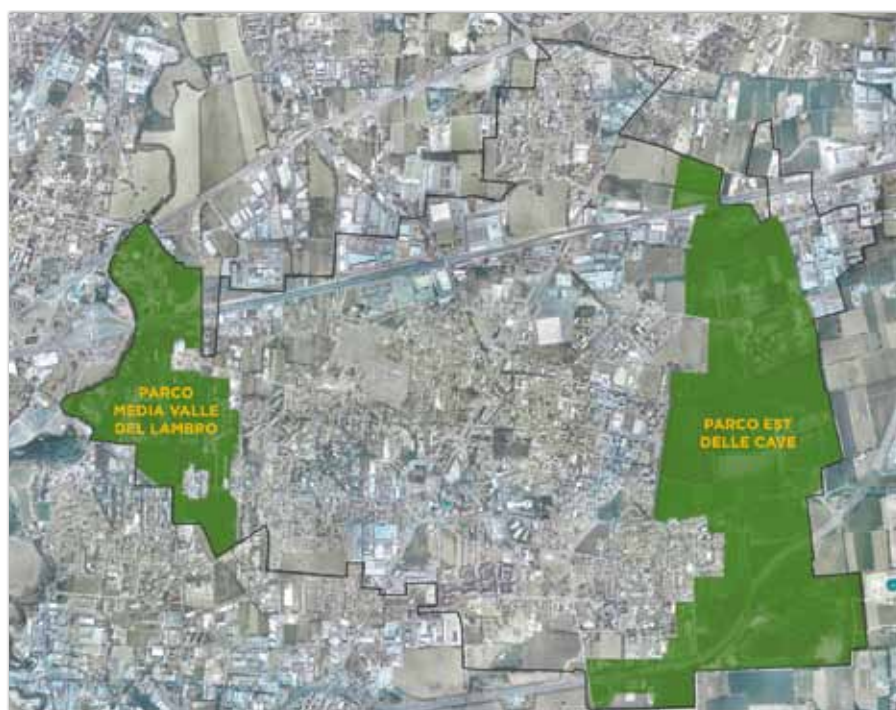 PARCO
MEDIA VALLE
DEL LAMBRO
PARCO EST
DELLE CAVE